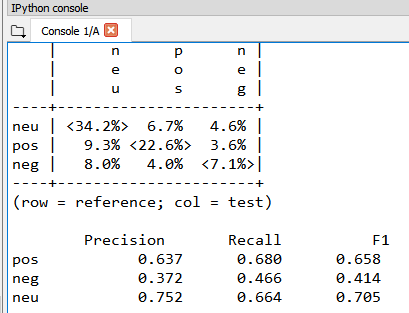 IPython console
Console 1/A
| n p n |
| e o e |
| u s g |
----+----------------------+
neu | <34.2%> 6.7% 4.6% |
pos | 9.3% <22.6%> 3.6% |
neg | 8.0% 4.0% <7.1%>|
----+----------------------+
(row = reference; col = test)
Precision Recall F1
pos 0.637 0.680 0.658
neg 0.372 0.466 0.414
neu 0.752 0.664 0.705